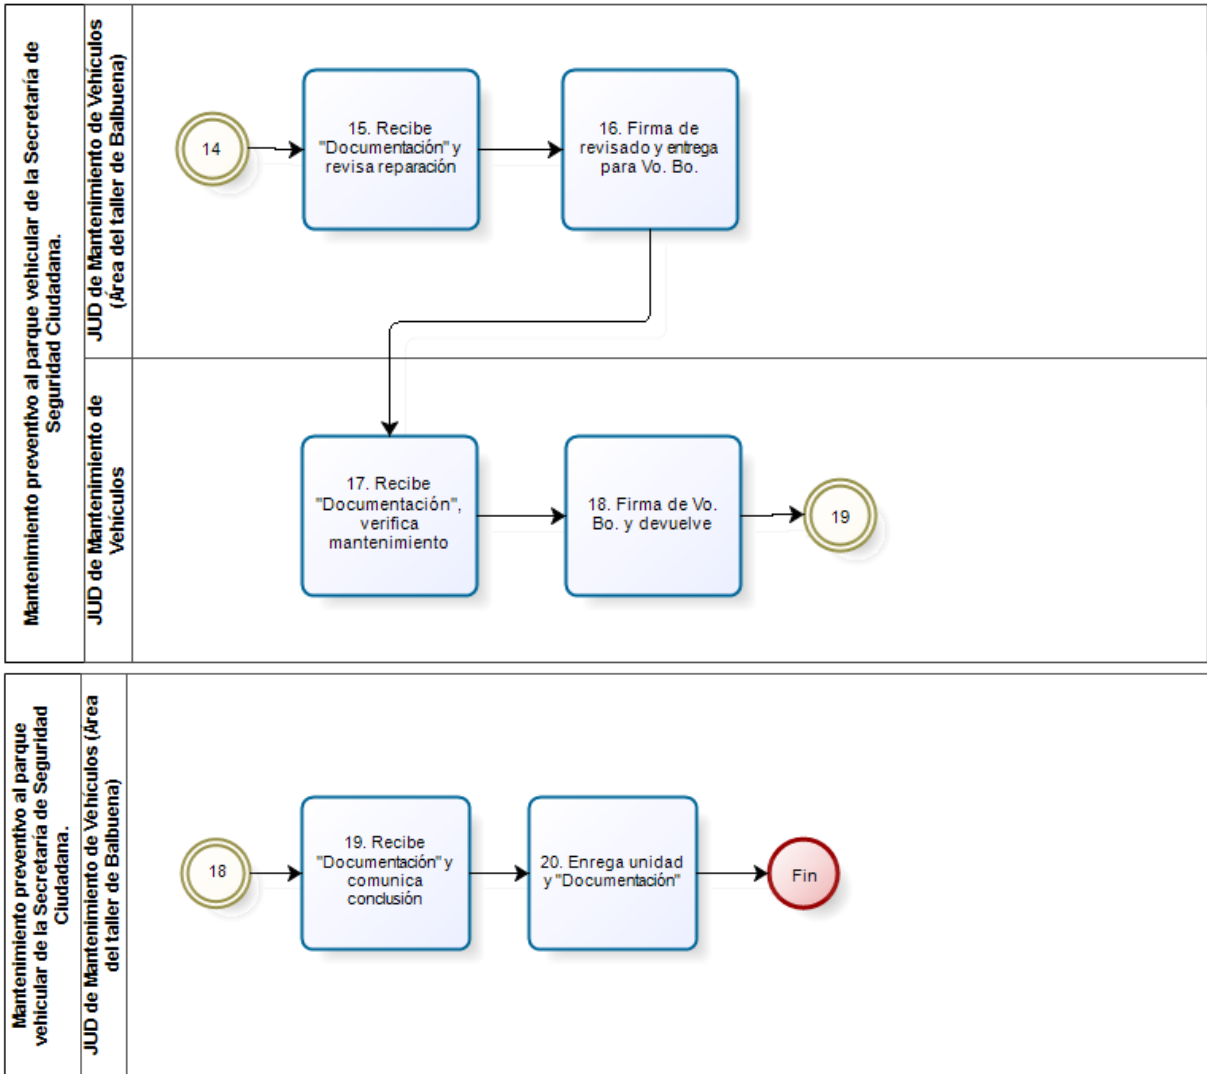 Mantenimiento preventivo al parque vehicular de la Secretaría de
Seguridad Ciudadana.
JUD de Mantenimiento de Vehículos
(Área del taller de Balbuena)
14
15. Recibe
"Documentación" y
revisa reparación
16. Firma de
revisado y entrega
para Vo. Bo.
JUD de Mantenimiento de
Vehículos
17. Recibe
"Documentación",
verifica
mantenimiento
18. Firma de Vo.
Bo. y devuelve
19
Mantenimiento preventivo al parque
vehicular de la Secretaría de Seguridad
Ciudadana.
JUD de Mantenimiento de Vehículos (Área
del taller de Balbuena)
18
19. Recibe
"Documentación" y
comunica
conclusión
20. Enrega unidad
y "Documentación"
Fin